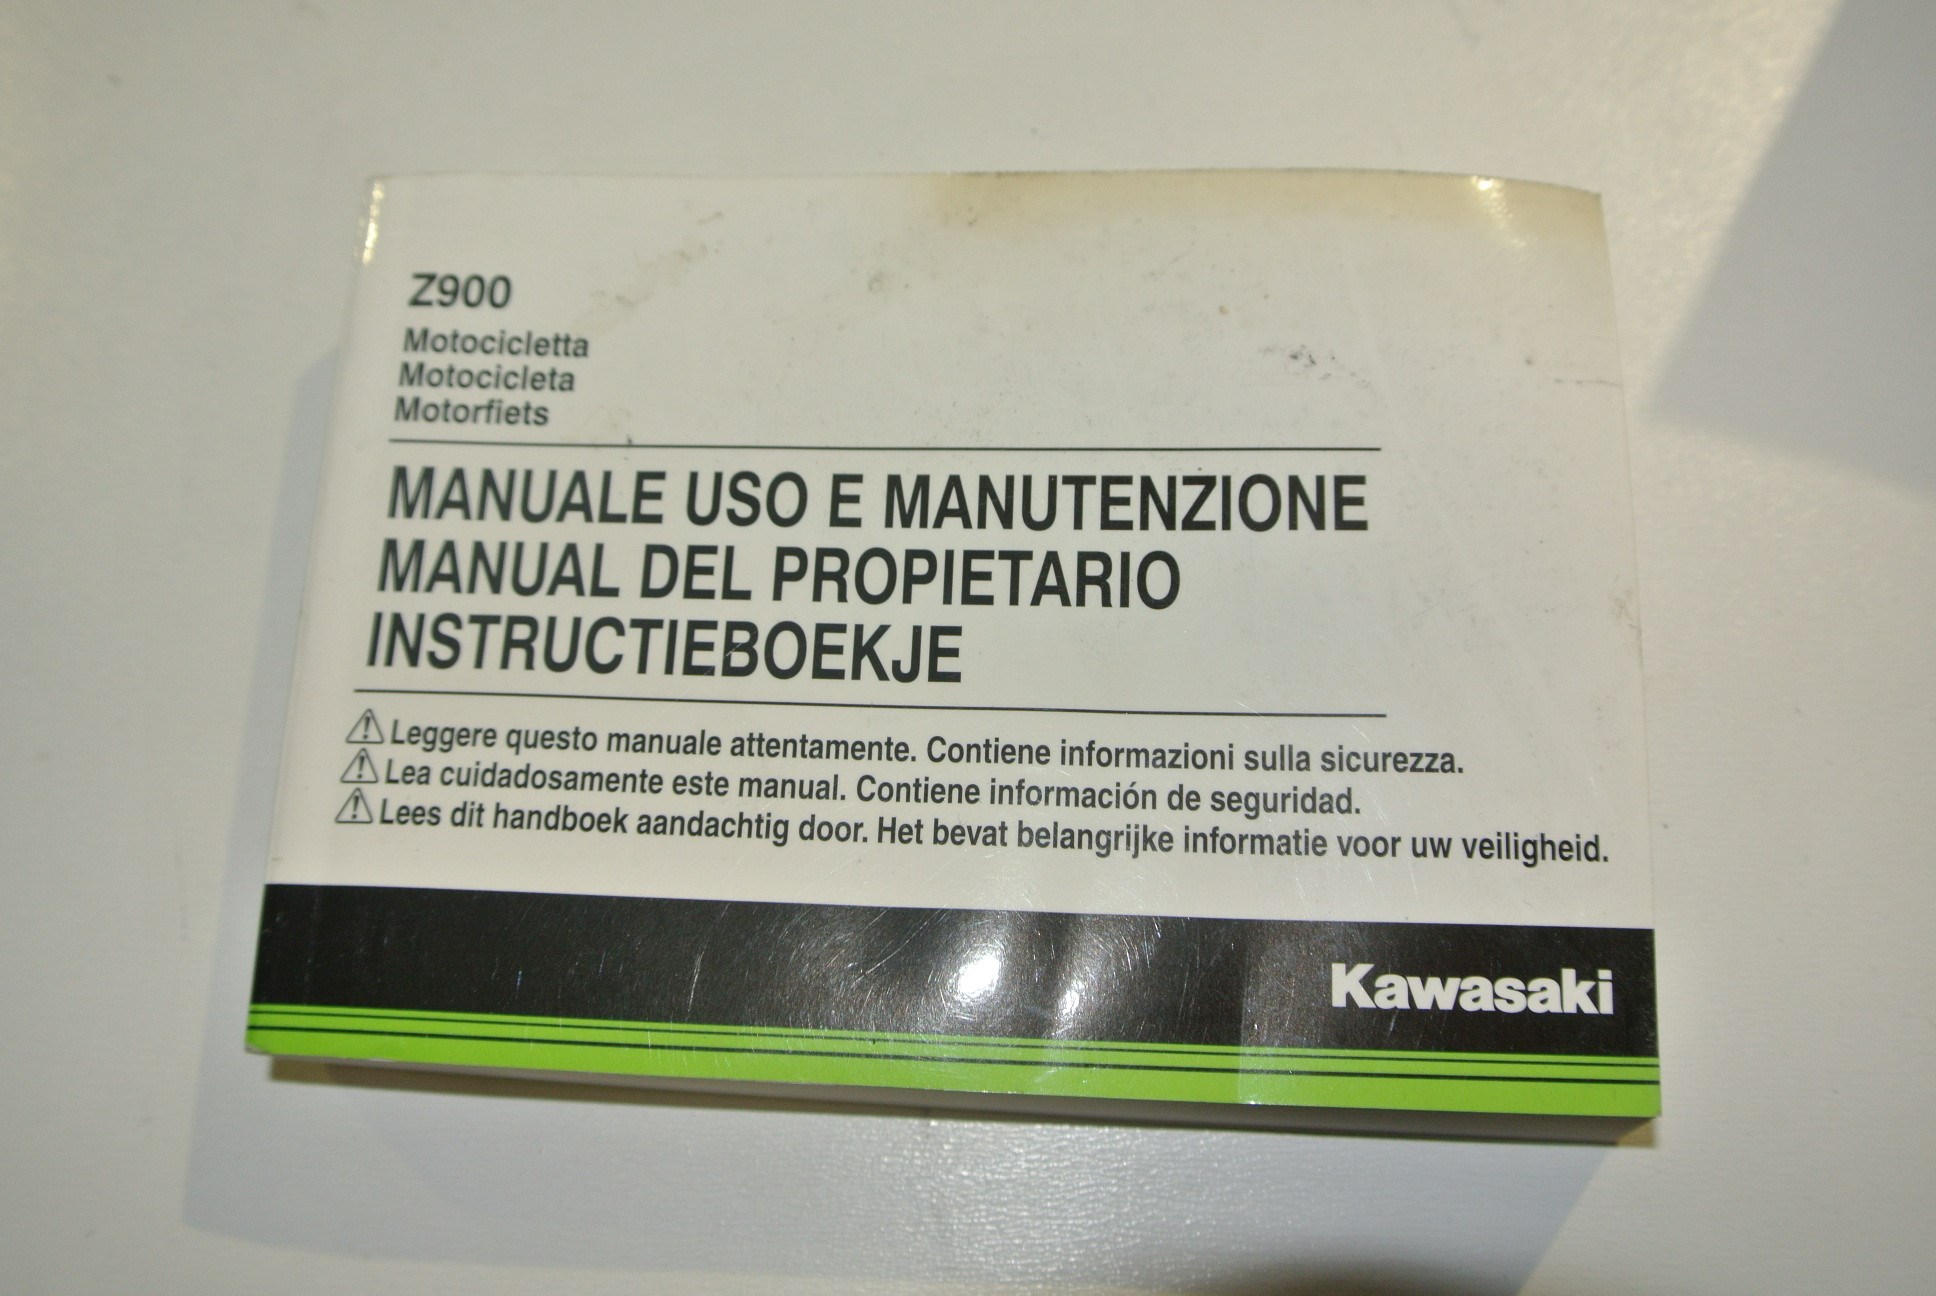 Z900
Motocicletta
Motocicleta
Motorfiets
MANUALE USO E MANUTENZIONE
MANUAL DEL PROPIETARIO
INSTRUCTIEBOEKJE
Leggere questo manuale attentamente. Contiene informazioni sulla sicurezza.
Lea cuidadosamente este manual. Contiene información de seguridad.
Lees dit handboek aandachtig door. Het bevat belangrijke informatie voor uw veiligheid.
Kawasaki